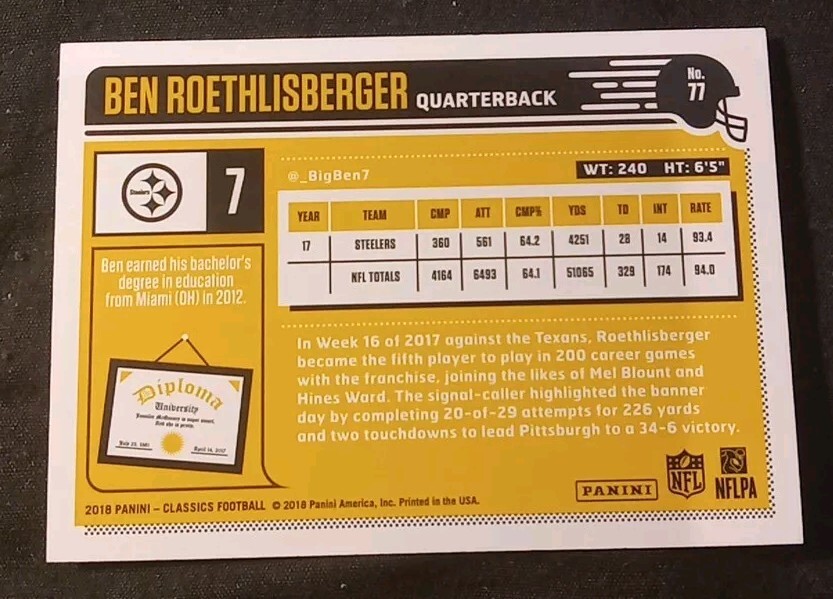 BEN ROETHLISBERGER QUARTERBACK
No.
77
Steelers
7
@_BigBen7
WT: 240 HT: 6'5"
YEAR TEAM CMP ATT CMP% YDS TD INT RATE
17 STEELERS 360 561 64.2 4251 28 14 93.4
NFL TOTALS 4164 6493 64.1 51065 329 174 94.0
Ben earned his bachelor's
degree in education
from Miami (OH) in 2012.
Diploma
University
In Week 16 of 2017 against the Texans, Roethlisberger
became the fifth player to play in 200 career games
with the franchise, joining the likes of Mel Blount and
Hines Ward. The signal-caller highlighted the banner
day by completing 20-of-29 attempts for 226 yards
and two touchdowns to lead Pittsburgh to a 34-6 victory.
PANINI
NFL
NFLPA
2018 PANINI – CLASSICS FOOTBALL © 2018 Panini America, Inc. Printed in the USA.